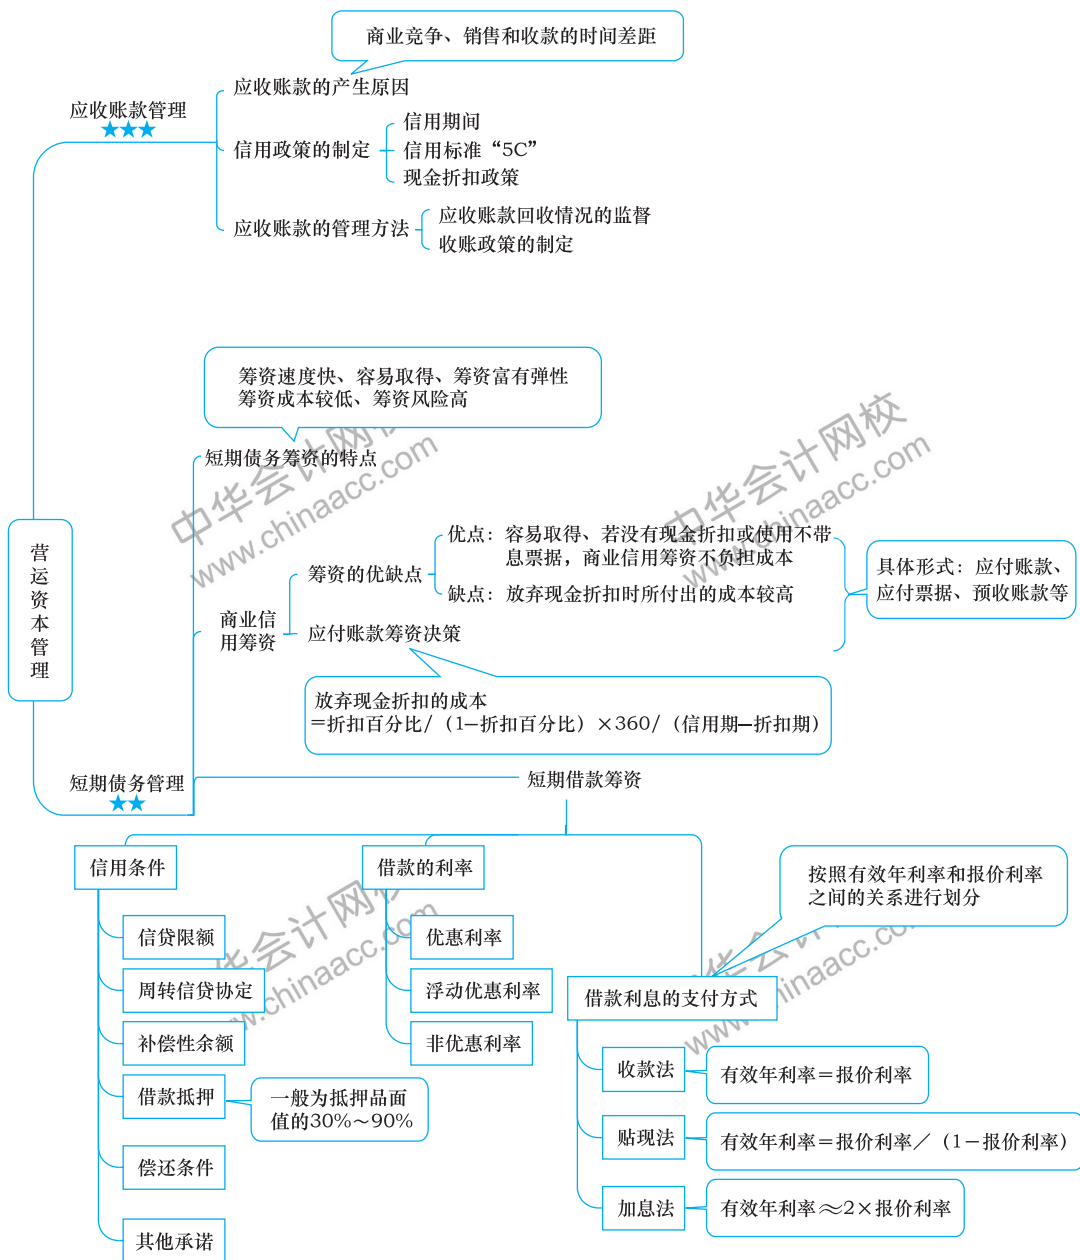 商业竞争、销售和收款的时间差距
应收账款的产生原因
应收账款管理
★★★
信用期间
信用政策的制定
信用标准“5C”
现金折扣政策
应收账款回收情况的监督
应收账款的管理方法
收账政策的制定
筹资速度快、容易取得、筹资富有弹性
筹资成本较低、筹资风险高
短期债务筹资的特点
中华会计网校
www.chinaacc.com
中华会计网校
www.chinaacc.com
营运资本管理
优点：容易取得、若没有现金折扣或使用不带
息票据，商业信用筹资不负担成本
筹资的优缺点
缺点：放弃现金折扣时所付出的成本较高
具体形式：应付账款、
应付票据、预收账款等
商业信
用筹资
应付账款筹资决策
放弃现金折扣的成本
=折扣百分比/（1—折扣百分比）×360/（信用期—折扣期）
短期债务管理
★★
短期借款筹资
信用条件
借款的利率
按照有效年利率和报价利率
之间的关系进行划分
信贷限额
优惠利率
周转信贷协定
浮动优惠利率
借款利息的支付方式
补偿性余额
非优惠利率
华会计网校
w.chinaacc.com
收款法
有效年利率＝报价利率
借款抵押
一般为抵押品面
值的30%～90%
贴现法
有效年利率＝报价利率／（1－报价利率）
偿还条件
加息法
有效年利率≈2×报价利率
其他承诺